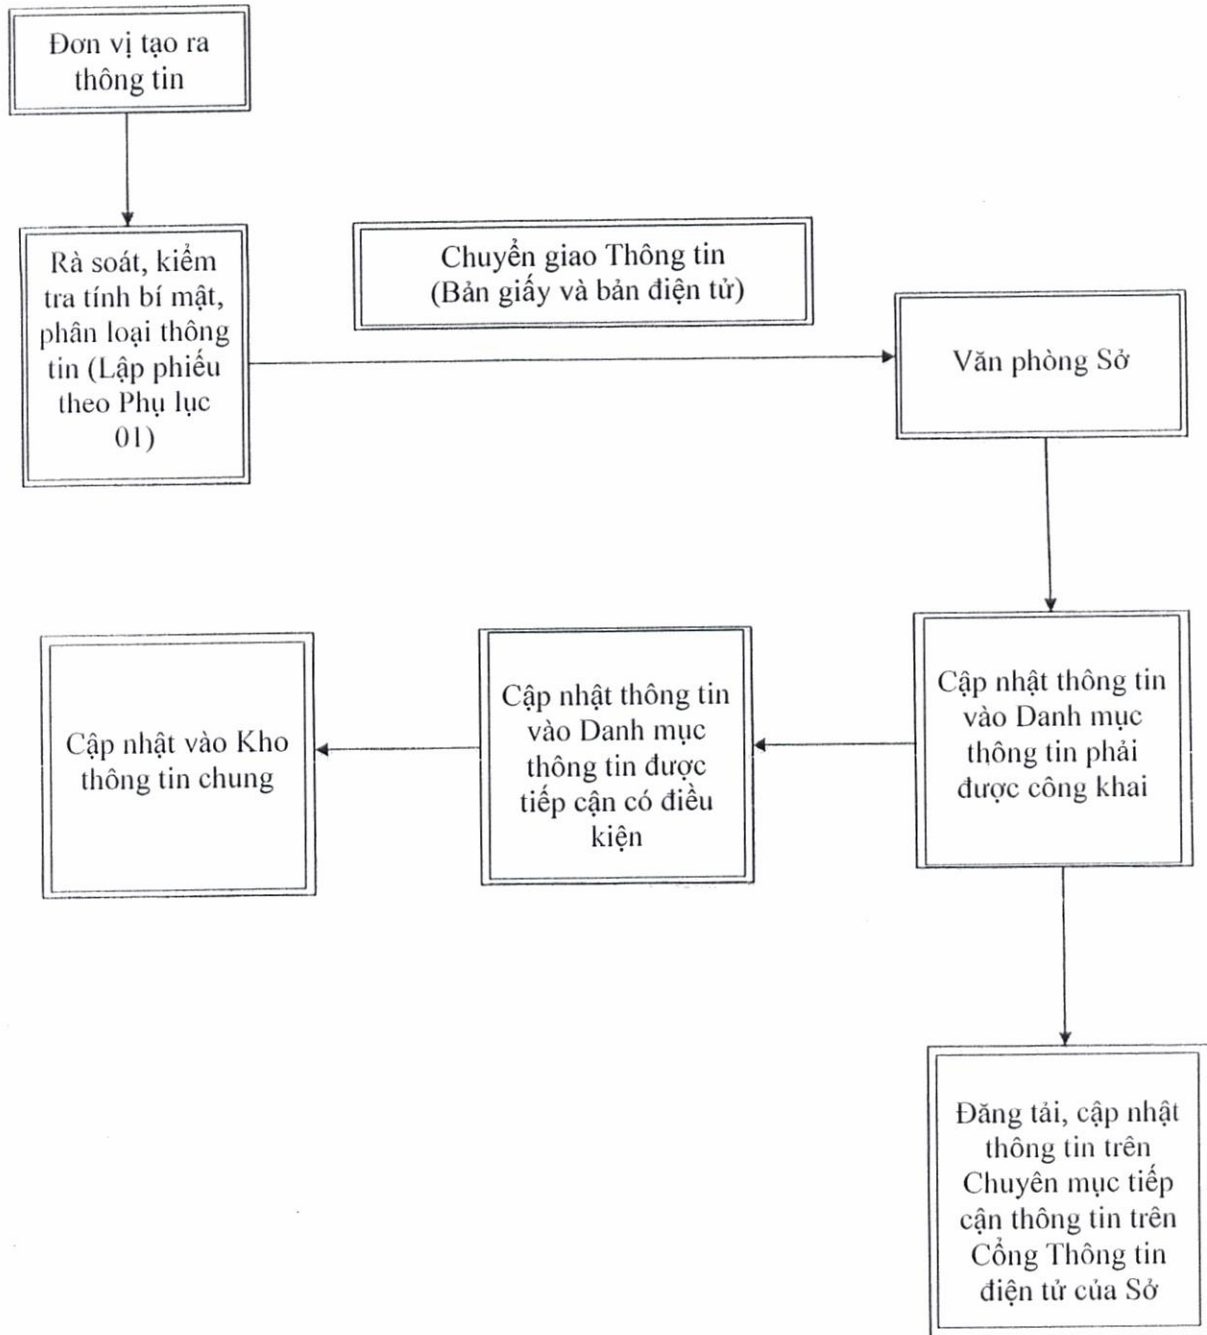 Đơn vị tạo ra
thông tin
Rà soát, kiểm
tra tính bí mật,
phân loại thông
tin (Lập phiếu
theo Phụ lục
01)
Chuyển giao Thông tin
(Bản giấy và bản điện tử)
Văn phòng Sở
Cập nhật thông tin
vào Danh mục
thông tin phải
được công khai
Cập nhật thông tin
vào Danh mục
thông tin được
tiếp cận có điều
kiện
Cập nhật vào Kho
thông tin chung
Đăng tải, cập nhật
thông tin trên
Chuyên mục tiếp
cận thông tin trên
Cổng Thông tin
điện tử của Sở